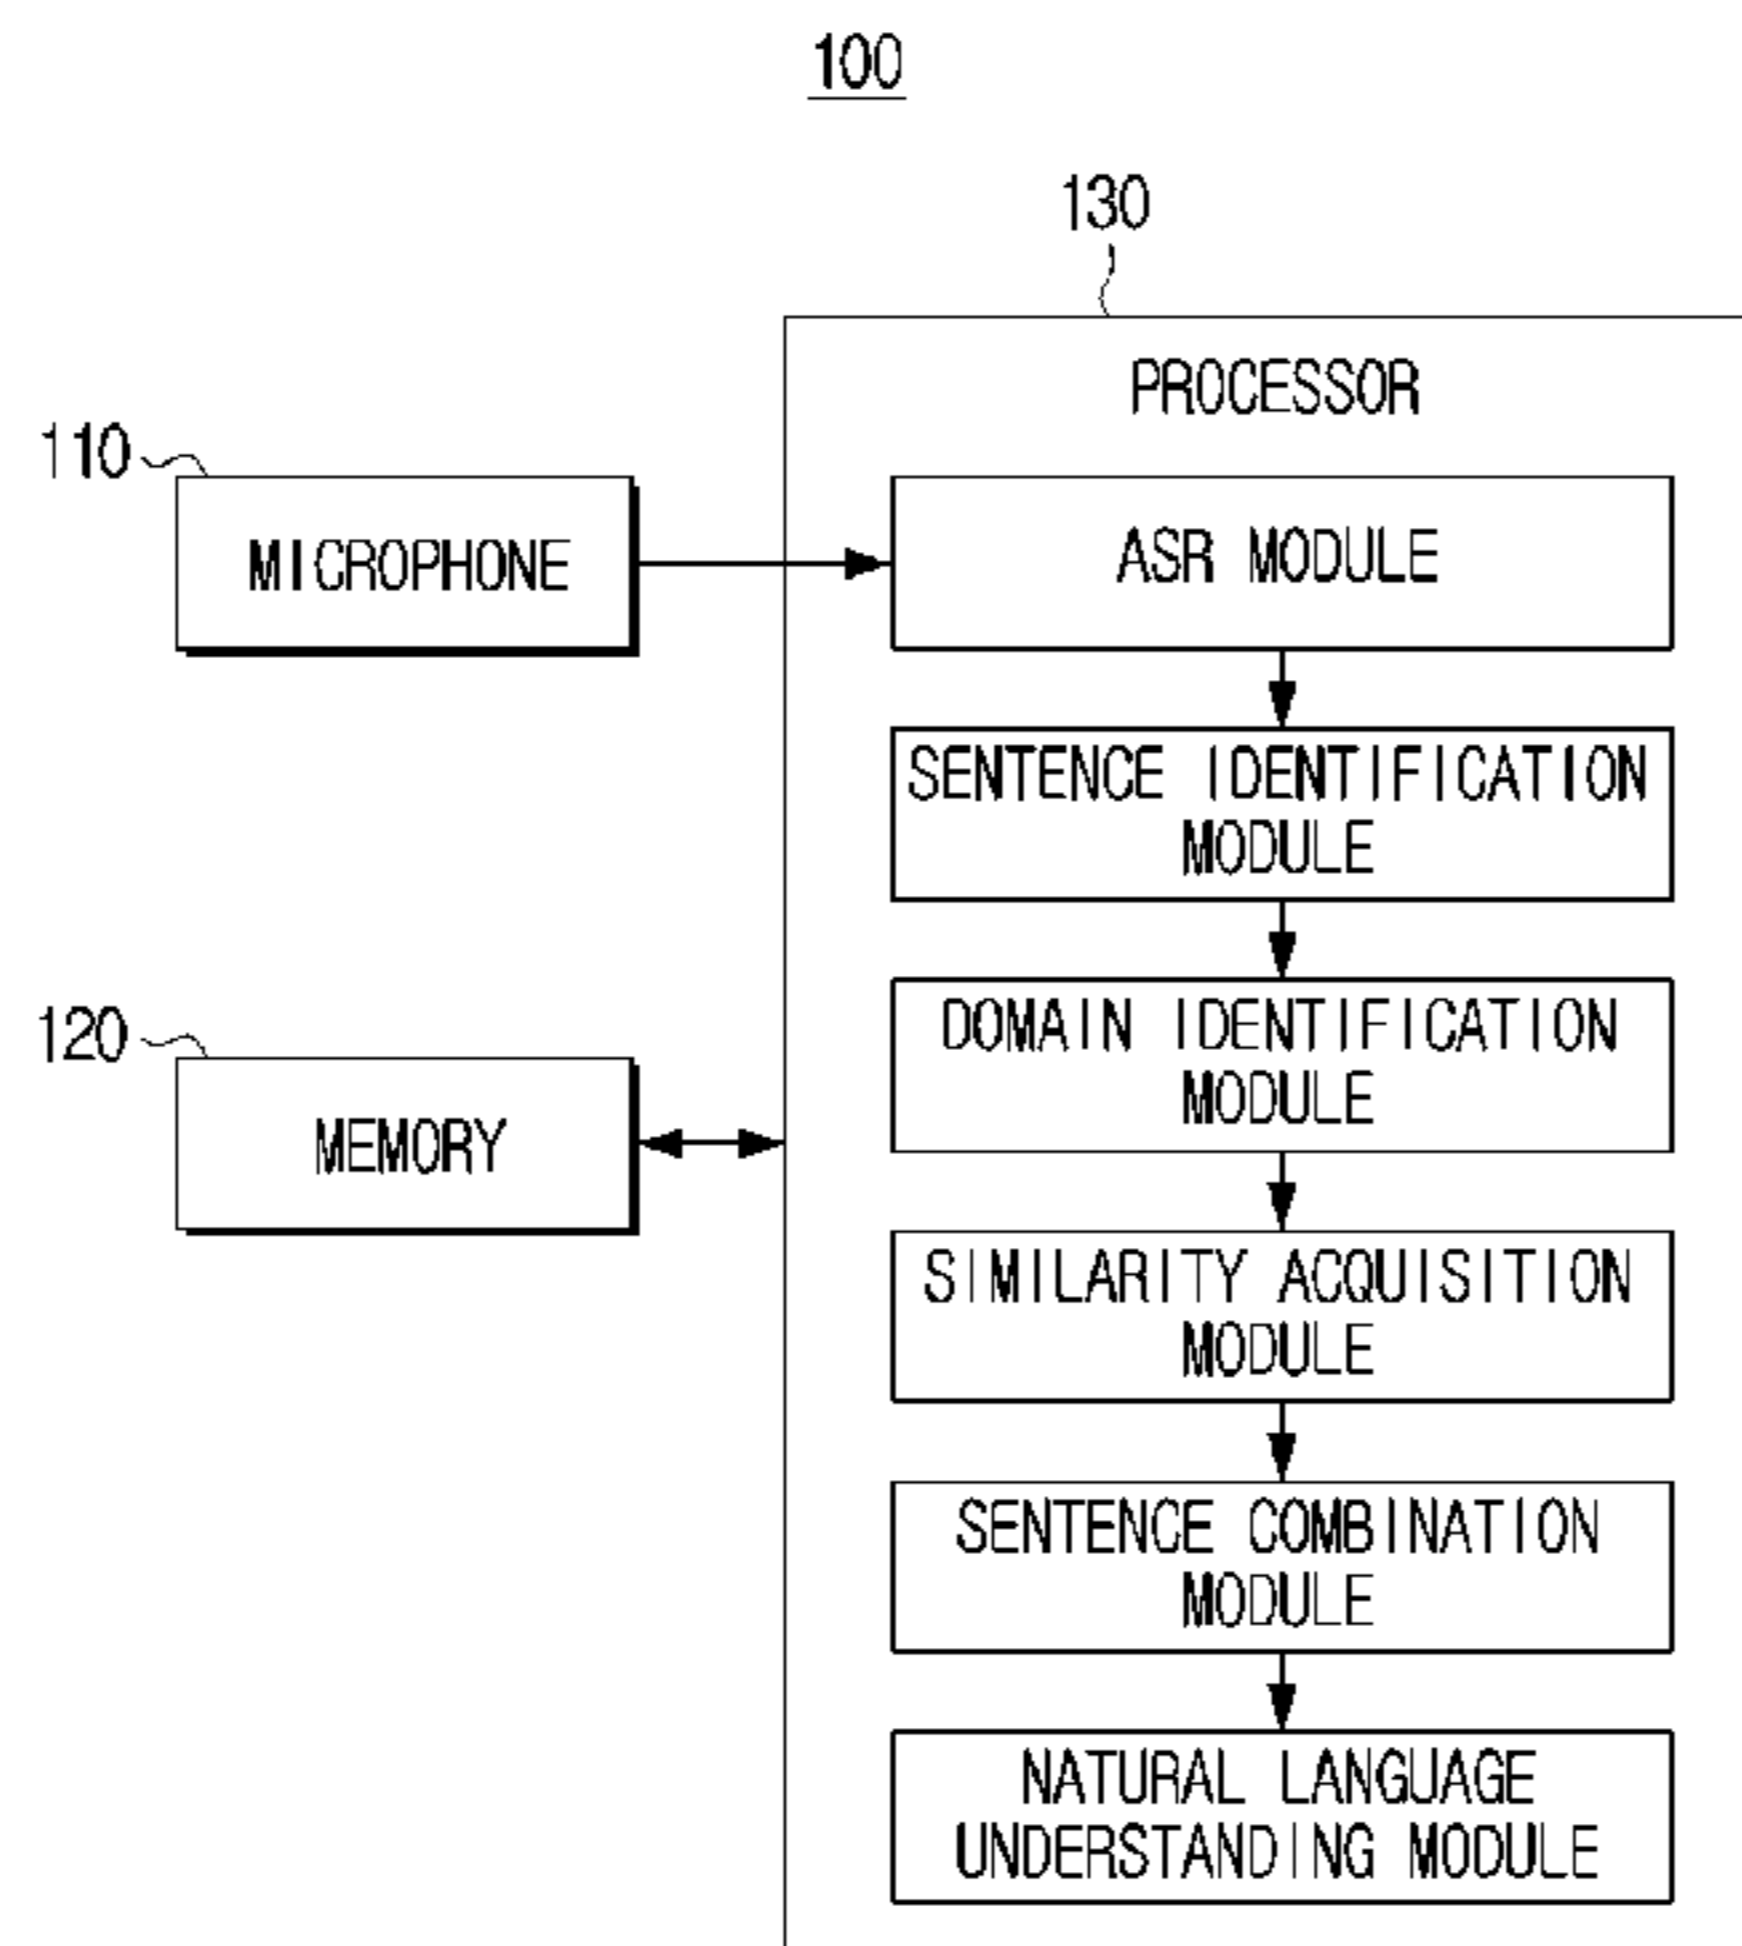 100
130
PROCESSOR
110
MICROPHONE
ASR MODULE
SENTENCE IDENTIFICATION
MODULE
120
MEMORY
DOMAIN IDENTIFICATION
MODULE
SIMILARITY ACQUISITION
MODULE
SENTENCE COMBINATION
MODULE
NATURAL LANGUAGE
UNDERSTANDING MODULE